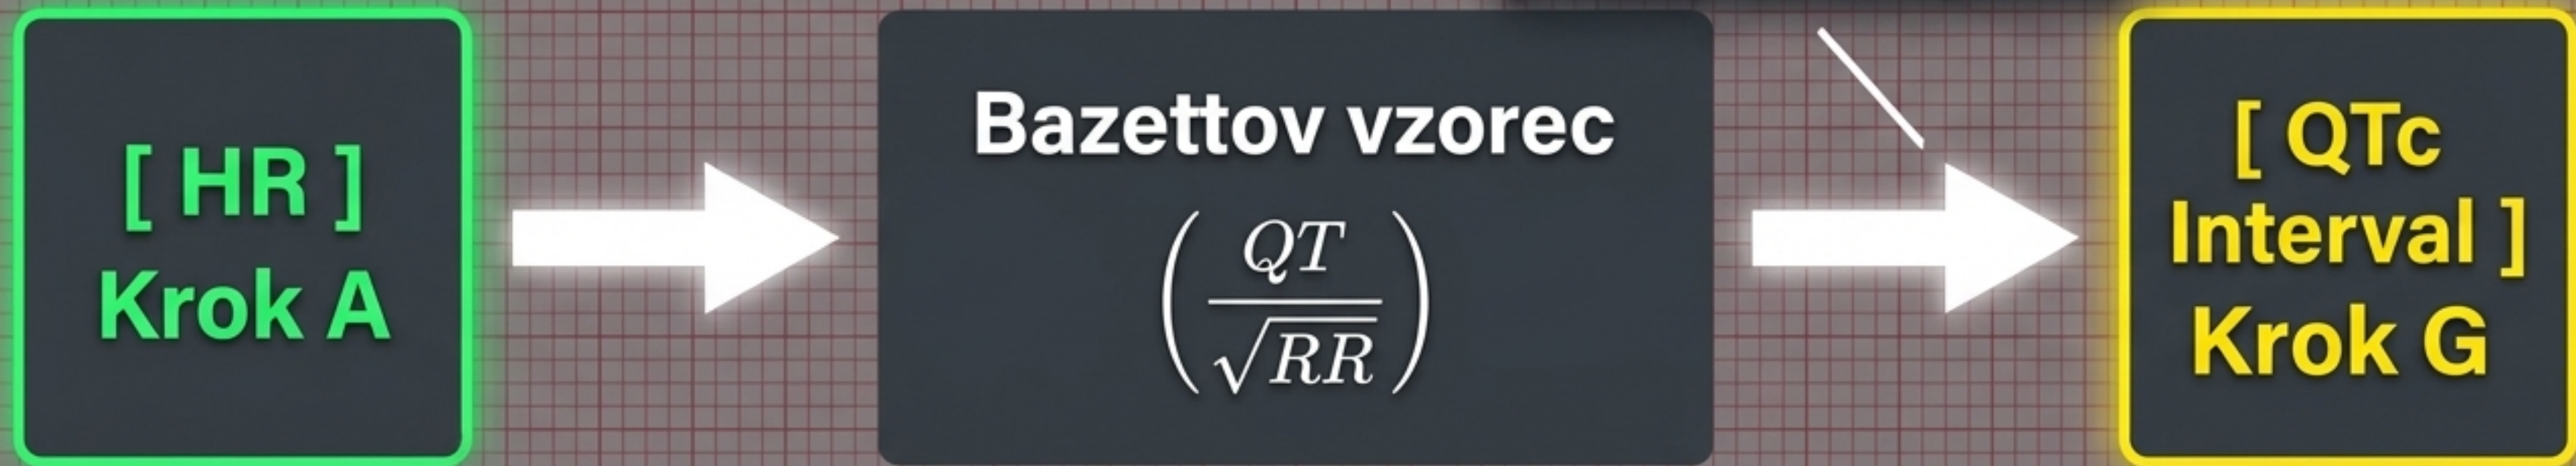 [ HR ]
Krok A
Bazettov vzorec
(QT / √RR)
[ QTc
Interval ]
Krok G